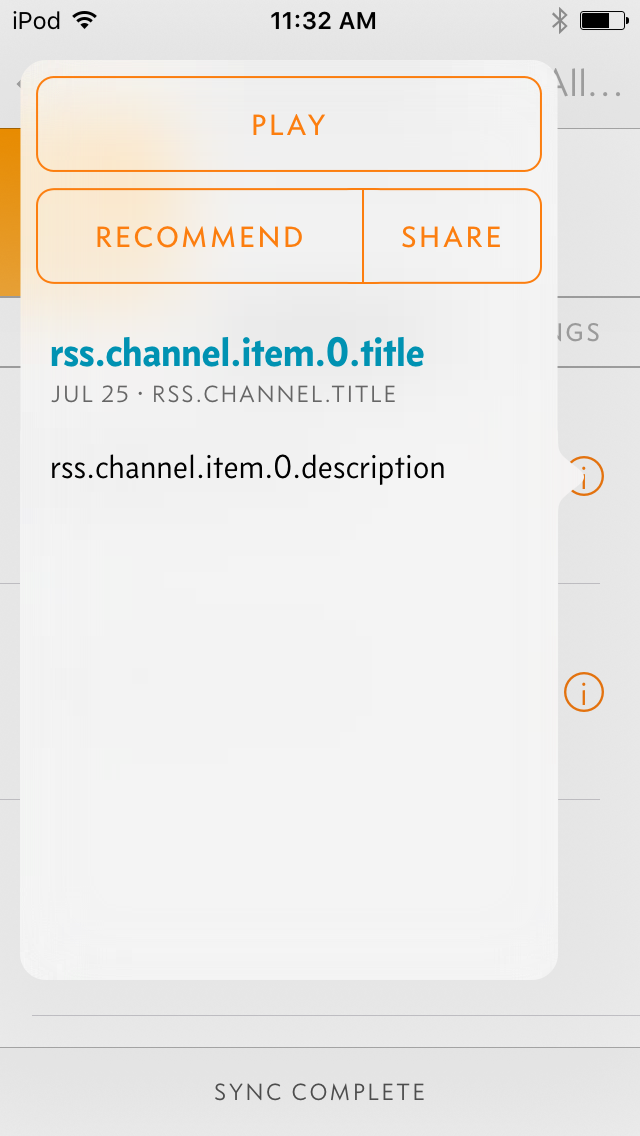 iPod 11:32 AM
All…
PLAY
RECOMMEND SHARE
NGS
rss.channel.item.0.title
JUL 25 · RSS.CHANNEL.TITLE
rss.channel.item.0.description
SYNC COMPLETE